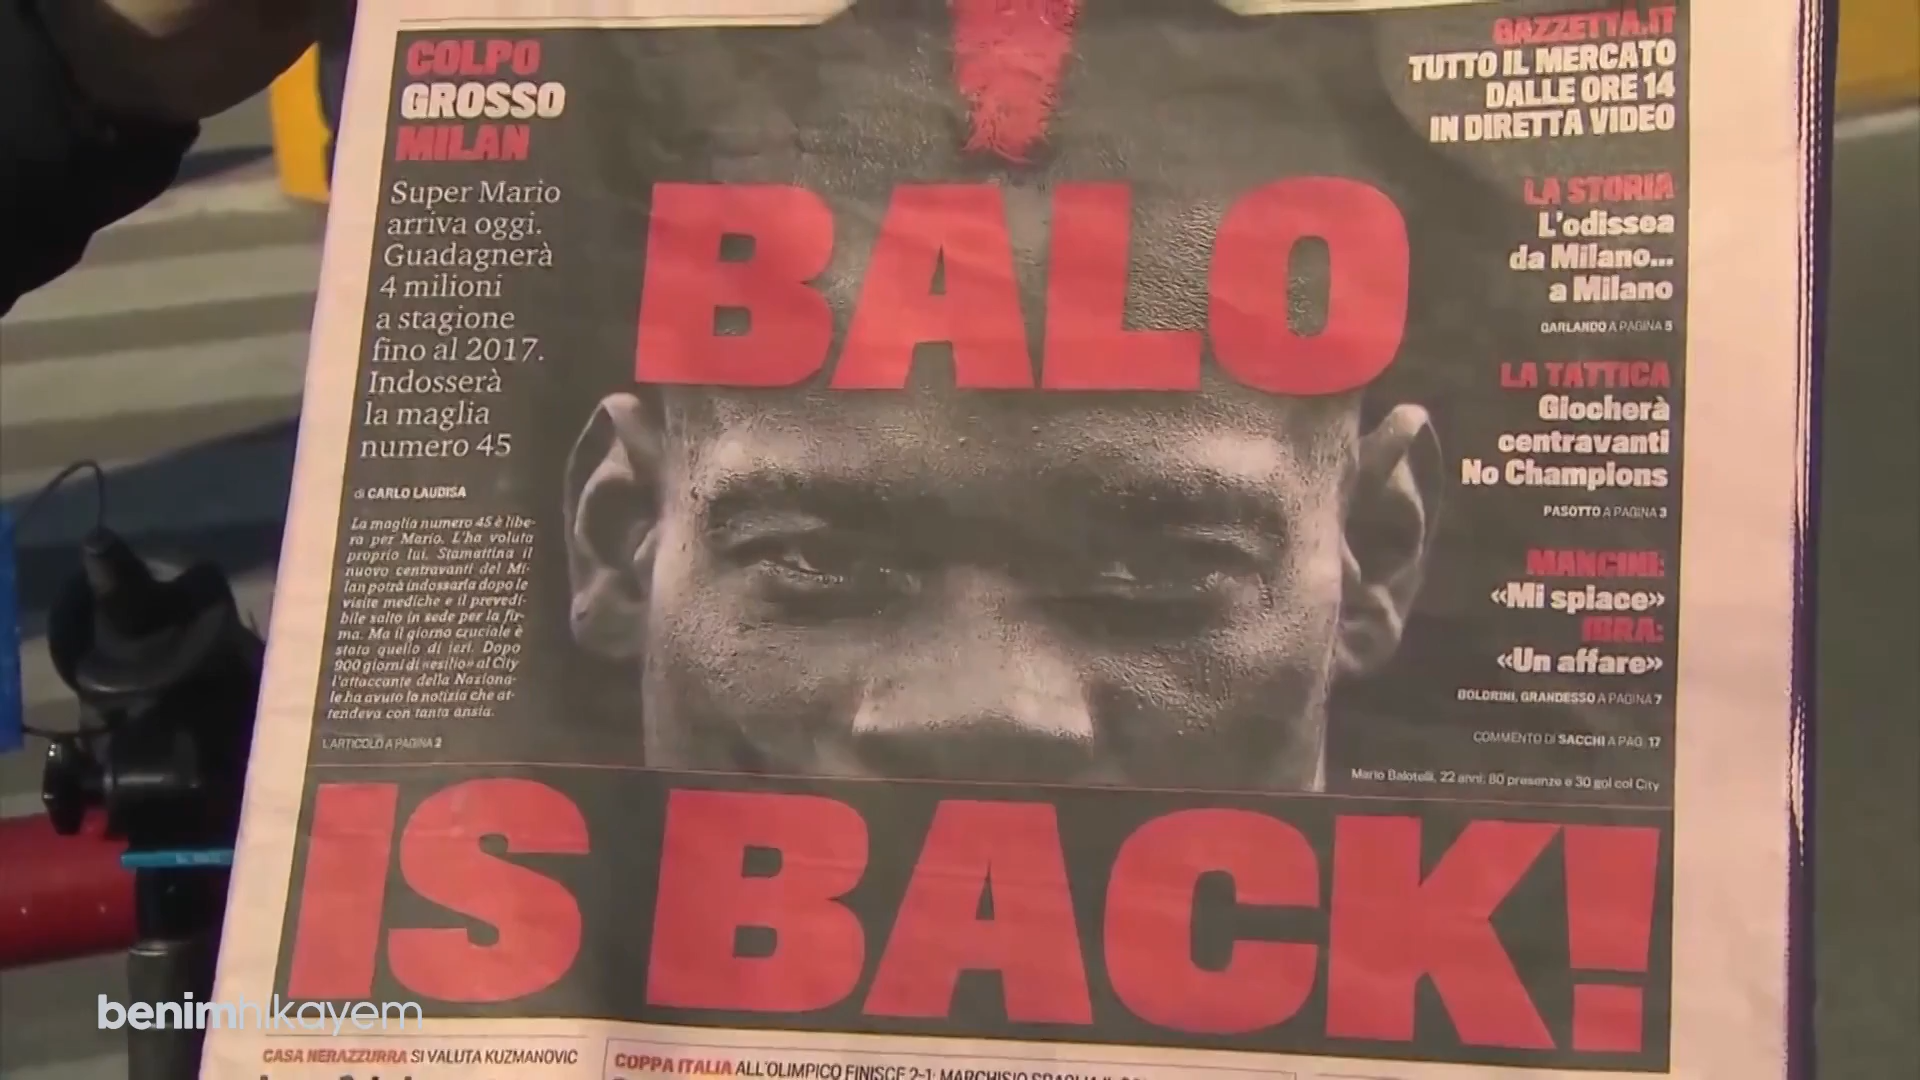 COLPO
GROSSO
MILAN
Super Mario
arriva oggi.
Guadagnerà
4 milioni
a stagione
fino al 2017.
Indosserà
la maglia
numero 45
di CARLO LAUDISA
La maglia numero 45 è libe-
ra per Mario. L'ha voluta
proprio lui. Stamattina il
nuovo centravanti del Mi-
lan potrà indossarla dopo le
visite mediche e il prevedi-
bile salto in sede per la fir-
ma. Ma il giorno cruciale è
stato quello di ieri. Dopo
900 giorni di «esilio» al City
l'attaccante della Naziona-
le ha avuto la notizia che at-
tendeva con tanta ansia.
L'ARTICOLO A PAGINA 2
BALO
GAZZETTA.IT
TUTTO IL MERCATO
DALLE ORE 14
IN DIRETTA VIDEO
LA STORIA
L'odissea
da Milano...
a Milano
GARLANDO A PAGINA 5
LA TATTICA
Giocherà
centravanti
No Champions
PASOTTO A PAGINA 3
MANCINI:
«Mi spiace»
IBRA:
«Un affare»
BOLDRINI, GRANDESSO A PAGINA 7
COMMENTO DI SACCHI A PAG. 17
Mario Balotelli, 22 anni: 80 presenze e 30 gol col City
IS BACK!
benimhikayem
CASA NERAZZURRA SI VALUTA KUZMANOVIC
COPPA ITALIA ALL'OLIMPICO FINISCE 2-1: MARCHISIO